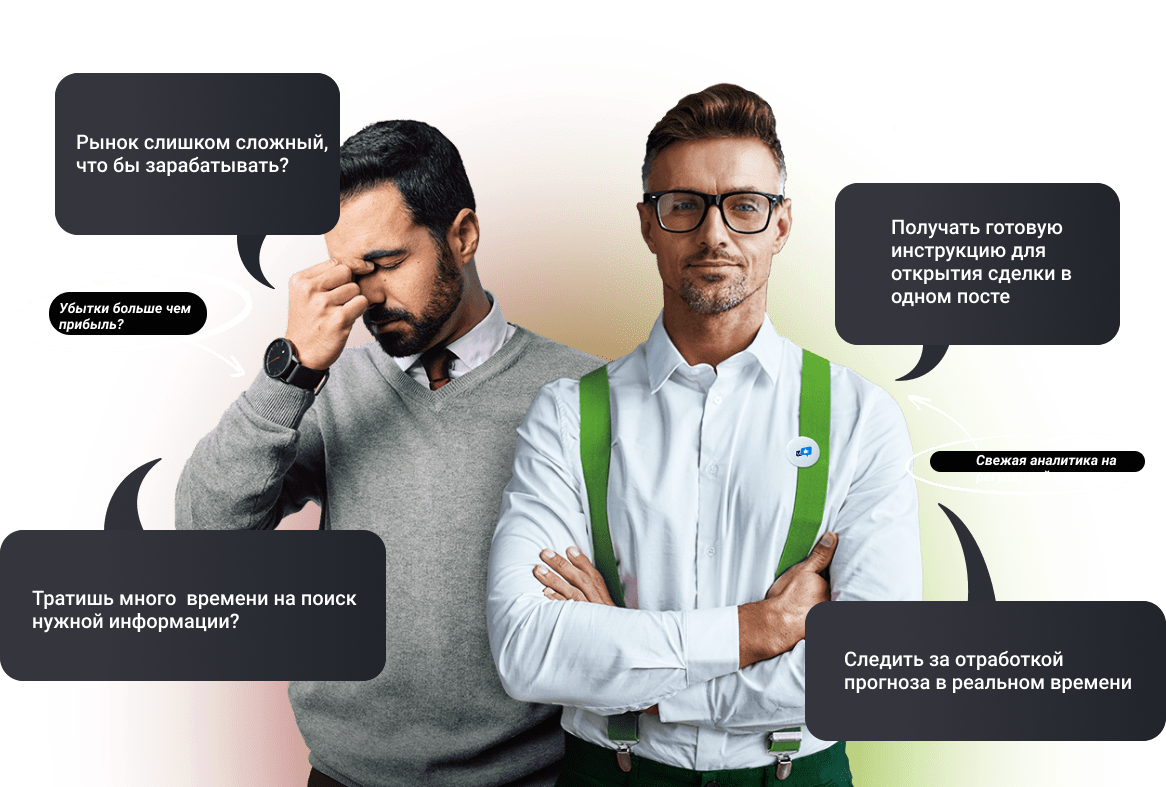 Рынок слишком сложный,
что бы зарабатывать?
Убытки больше чем
прибыль?
Тратишь много  времени на поиск
нужной информации?
Получать готовую
инструкцию для
открытия сделки в
одном посте
Свежая аналитика на
Следить за отработкой
прогноза в реальном времени